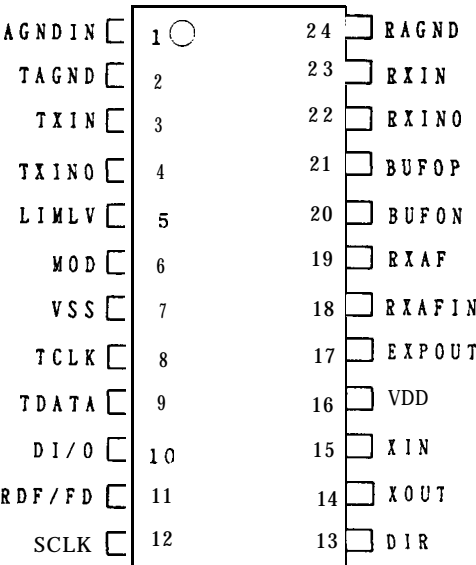 AGNDIN 1 24 RAGND
TAGND 2 23 RXIN
TXIN 3 22 RXINO
TXINO 4 21 BUFOP
LIMLV 5 20 BUFON
MOD 6 19 RXAF
VSS 7 18 RXAFIN
TCLK 8 17 EXPOUT
TDATA 9 16 VDD
DI/O 10 15 XIN
RDF/FD 11 14 XOUT
SCLK 12 13 DIR